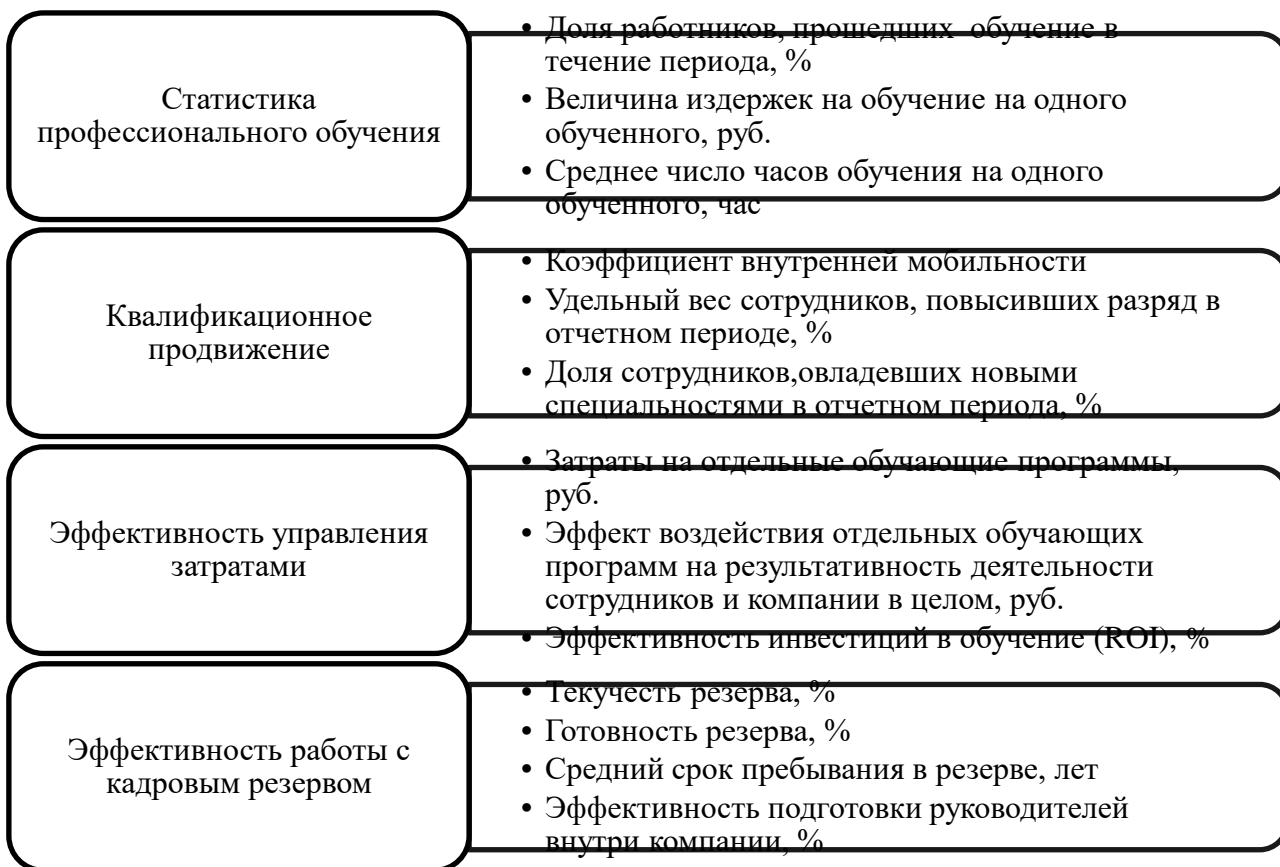 Статистика
профессионального обучения
• Доля работников, прошедших обучение в
течение периода, %
• Величина издержек на обучение на одного
обученного, руб.
• Среднее число часов обучения на одного
обученного, час
Квалификационное
продвижение
• Коэффициент внутренней мобильности
• Удельный вес сотрудников, повысивших разряд в
отчетном периоде, %
• Доля сотрудников,овладевших новыми
специальностями в отчетном периода, %
Эффективность управления
затратами
• Затраты на отдельные обучающие программы,
руб.
• Эффект воздействия отдельных обучающих
программ на результативность деятельности
сотрудников и компании в целом, руб.
• Эффективность инвестиций в обучение (ROI), %
Эффективность работы с
кадровым резервом
• Текучесть резерва, %
• Готовность резерва, %
• Средний срок пребывания в резерве, лет
• Эффективность подготовки руководителей
внутри компании, %